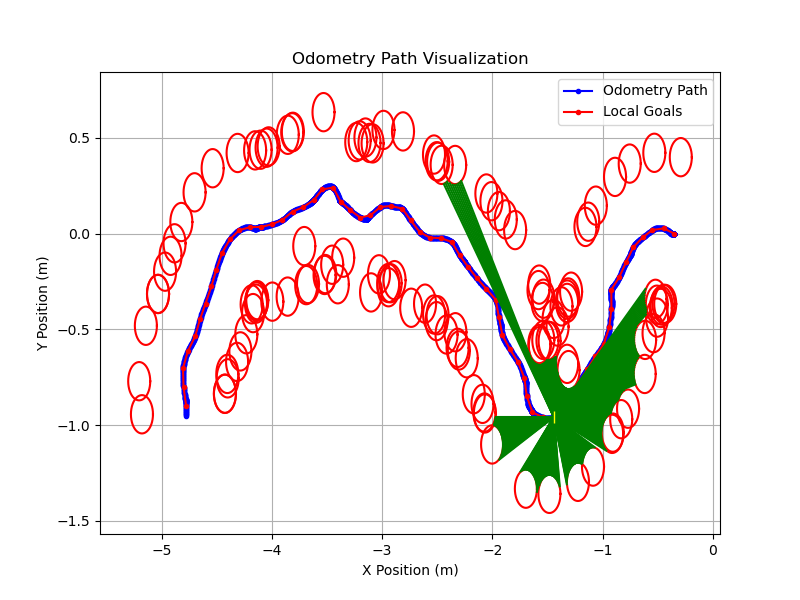 Odometry Path Visualization
Odometry Path
Local Goals
Y Position (m)
0.5
0.0
−0.5
−1.0
−1.5
−5
−4
−3
−2
−1
0
X Position (m)